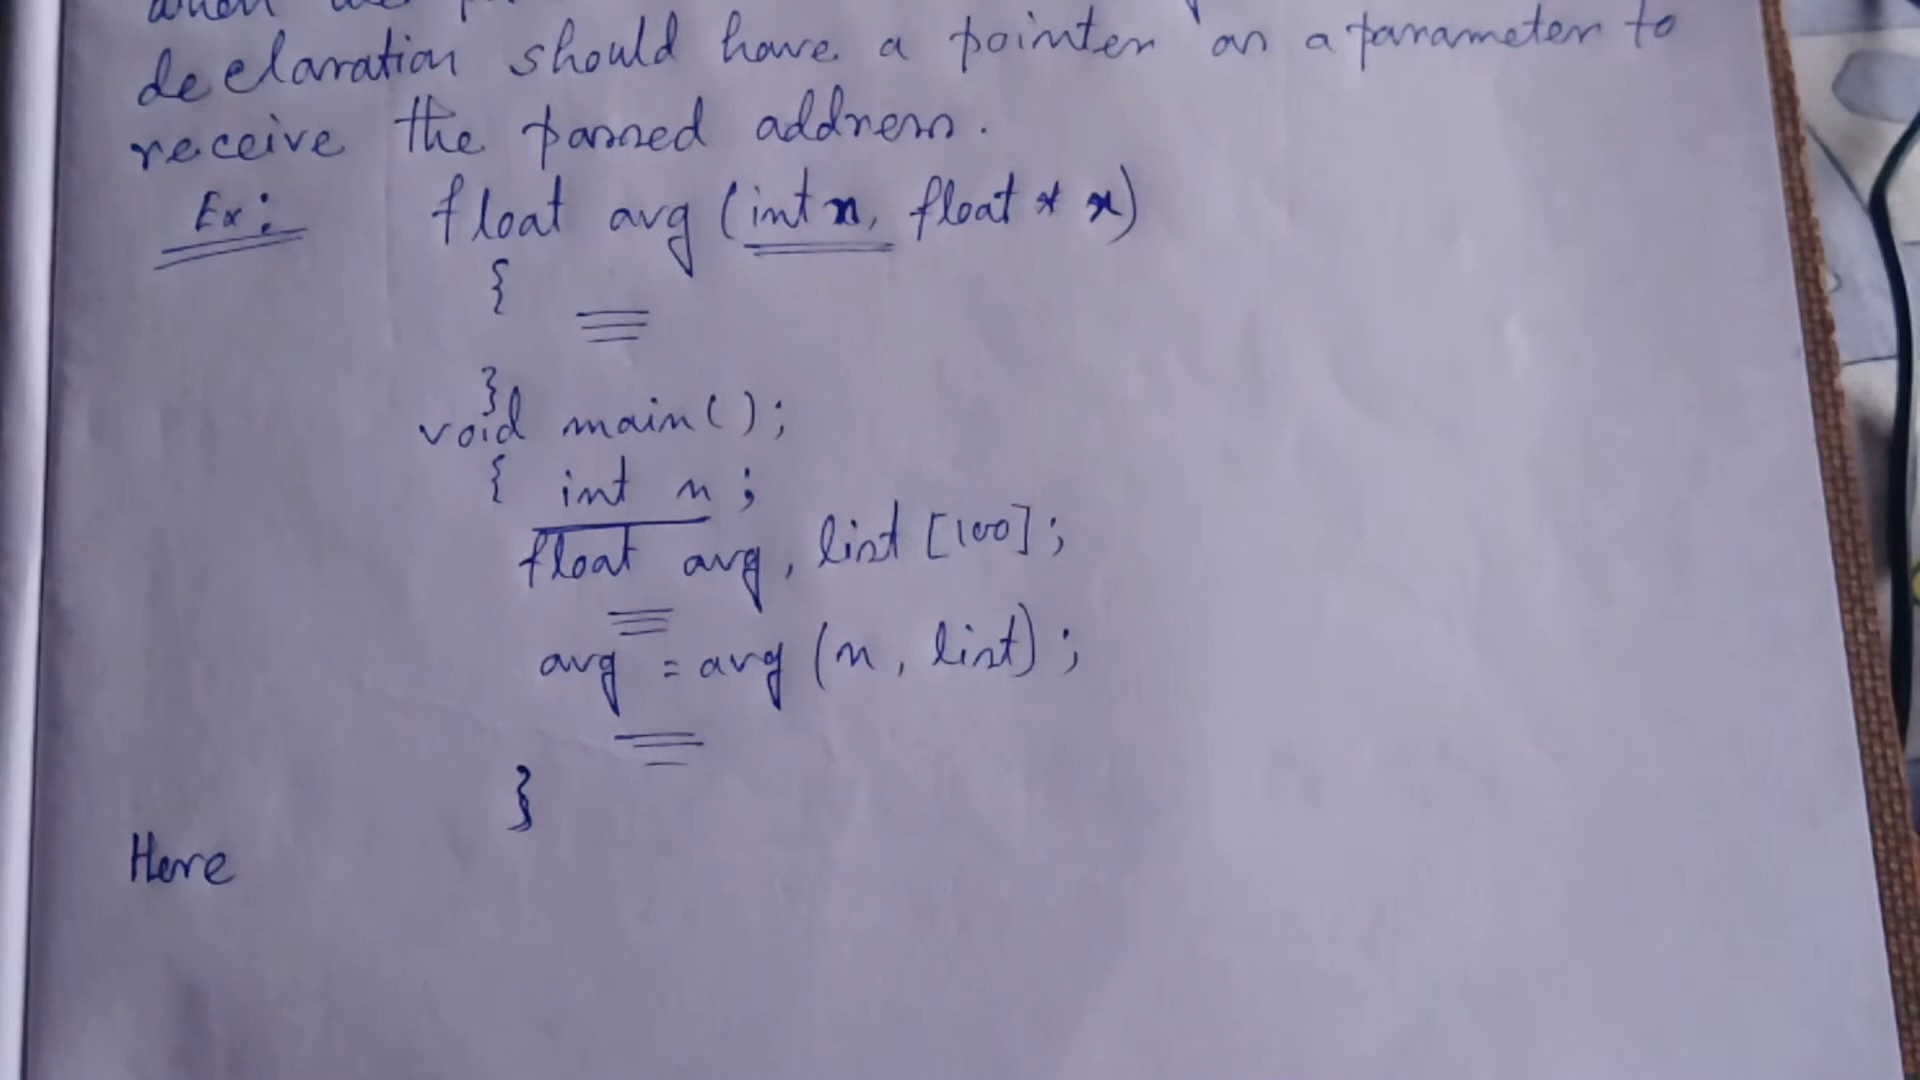 when
declaration should have a pointer as a parameter to
receive the passed address.
Ex: float avg (int n, float * x)
{
}
void main();
{ int n;
float avg, list [100];
avg = avg (n, list);
}
Here